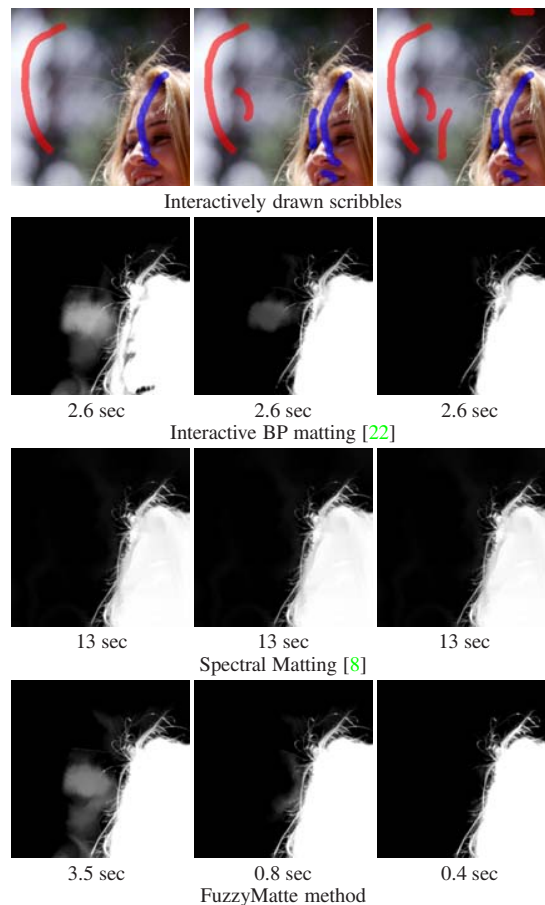 Interactively drawn scribbles
2.6 sec 2.6 sec 2.6 sec
Interactive BP matting [22]
13 sec 13 sec 13 sec
Spectral Matting [8]
3.5 sec 0.8 sec 0.4 sec
FuzzyMatte method